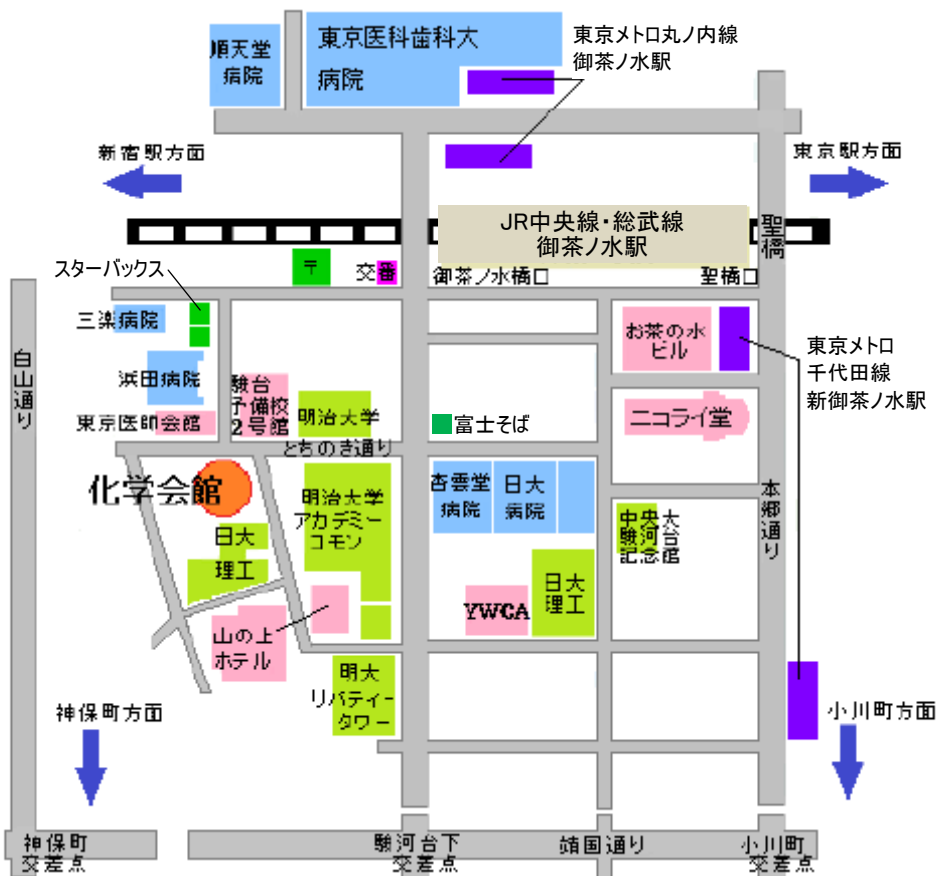 順天堂
病院
東京医科歯科大
病院
東京メトロ丸ノ内線
御茶ノ水駅
新宿駅方面
東京駅方面
JR中央線・総武線
御茶ノ水駅
聖橋
スターバックス
〒
交番
御茶ノ水橋口
聖橋口
三楽病院
お茶の水
ビル
東京メトロ
千代田線
新御茶ノ水駅
白山通り
浜田病院
駿台
予備校
2号館
明治大学
東京医師会館
富士そば
ニコライ堂
とちのき通り
化学会館
明治大学
アカデミー
コモン
杏雲堂
病院
日大
病院
本郷通り
中央大
駿河台
記念館
日大
理工
日大
理工
YWCA
山の上
ホテル
明大
リバティー
タワー
神保町方面
小川町方面
神保町
交差点
駿河台下
交差点
靖国通り
小川町
交差点